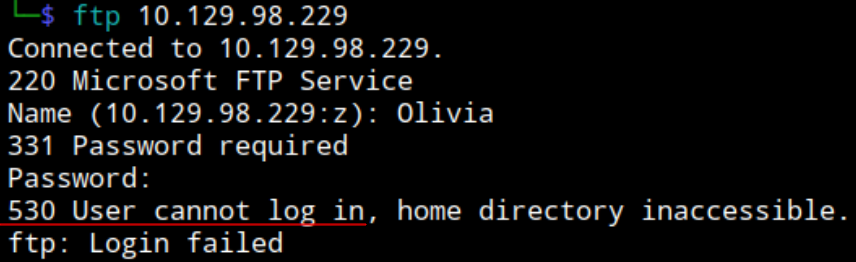 └─$ ftp 10.129.98.229
Connected to 10.129.98.229.
220 Microsoft FTP Service
Name (10.129.98.229:z): Olivia
331 Password required
Password:
530 User cannot log in, home directory inaccessible.
ftp: Login failed